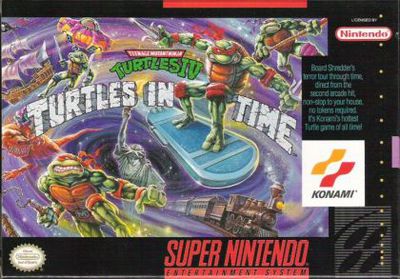 LICENSED BY
Nintendo
TEENAGE MUTANT NINJA
TURTLES IV
TURTLES IN
TIME
Board Shredder's
terror tour through time,
direct from the
second arcade hit,
non-stop to your house,
no tokens required.
It's Konami's hottest
Turtle game of all time!
KONAMI
SUPER NINTENDO
ENTERTAINMENT SYSTEM